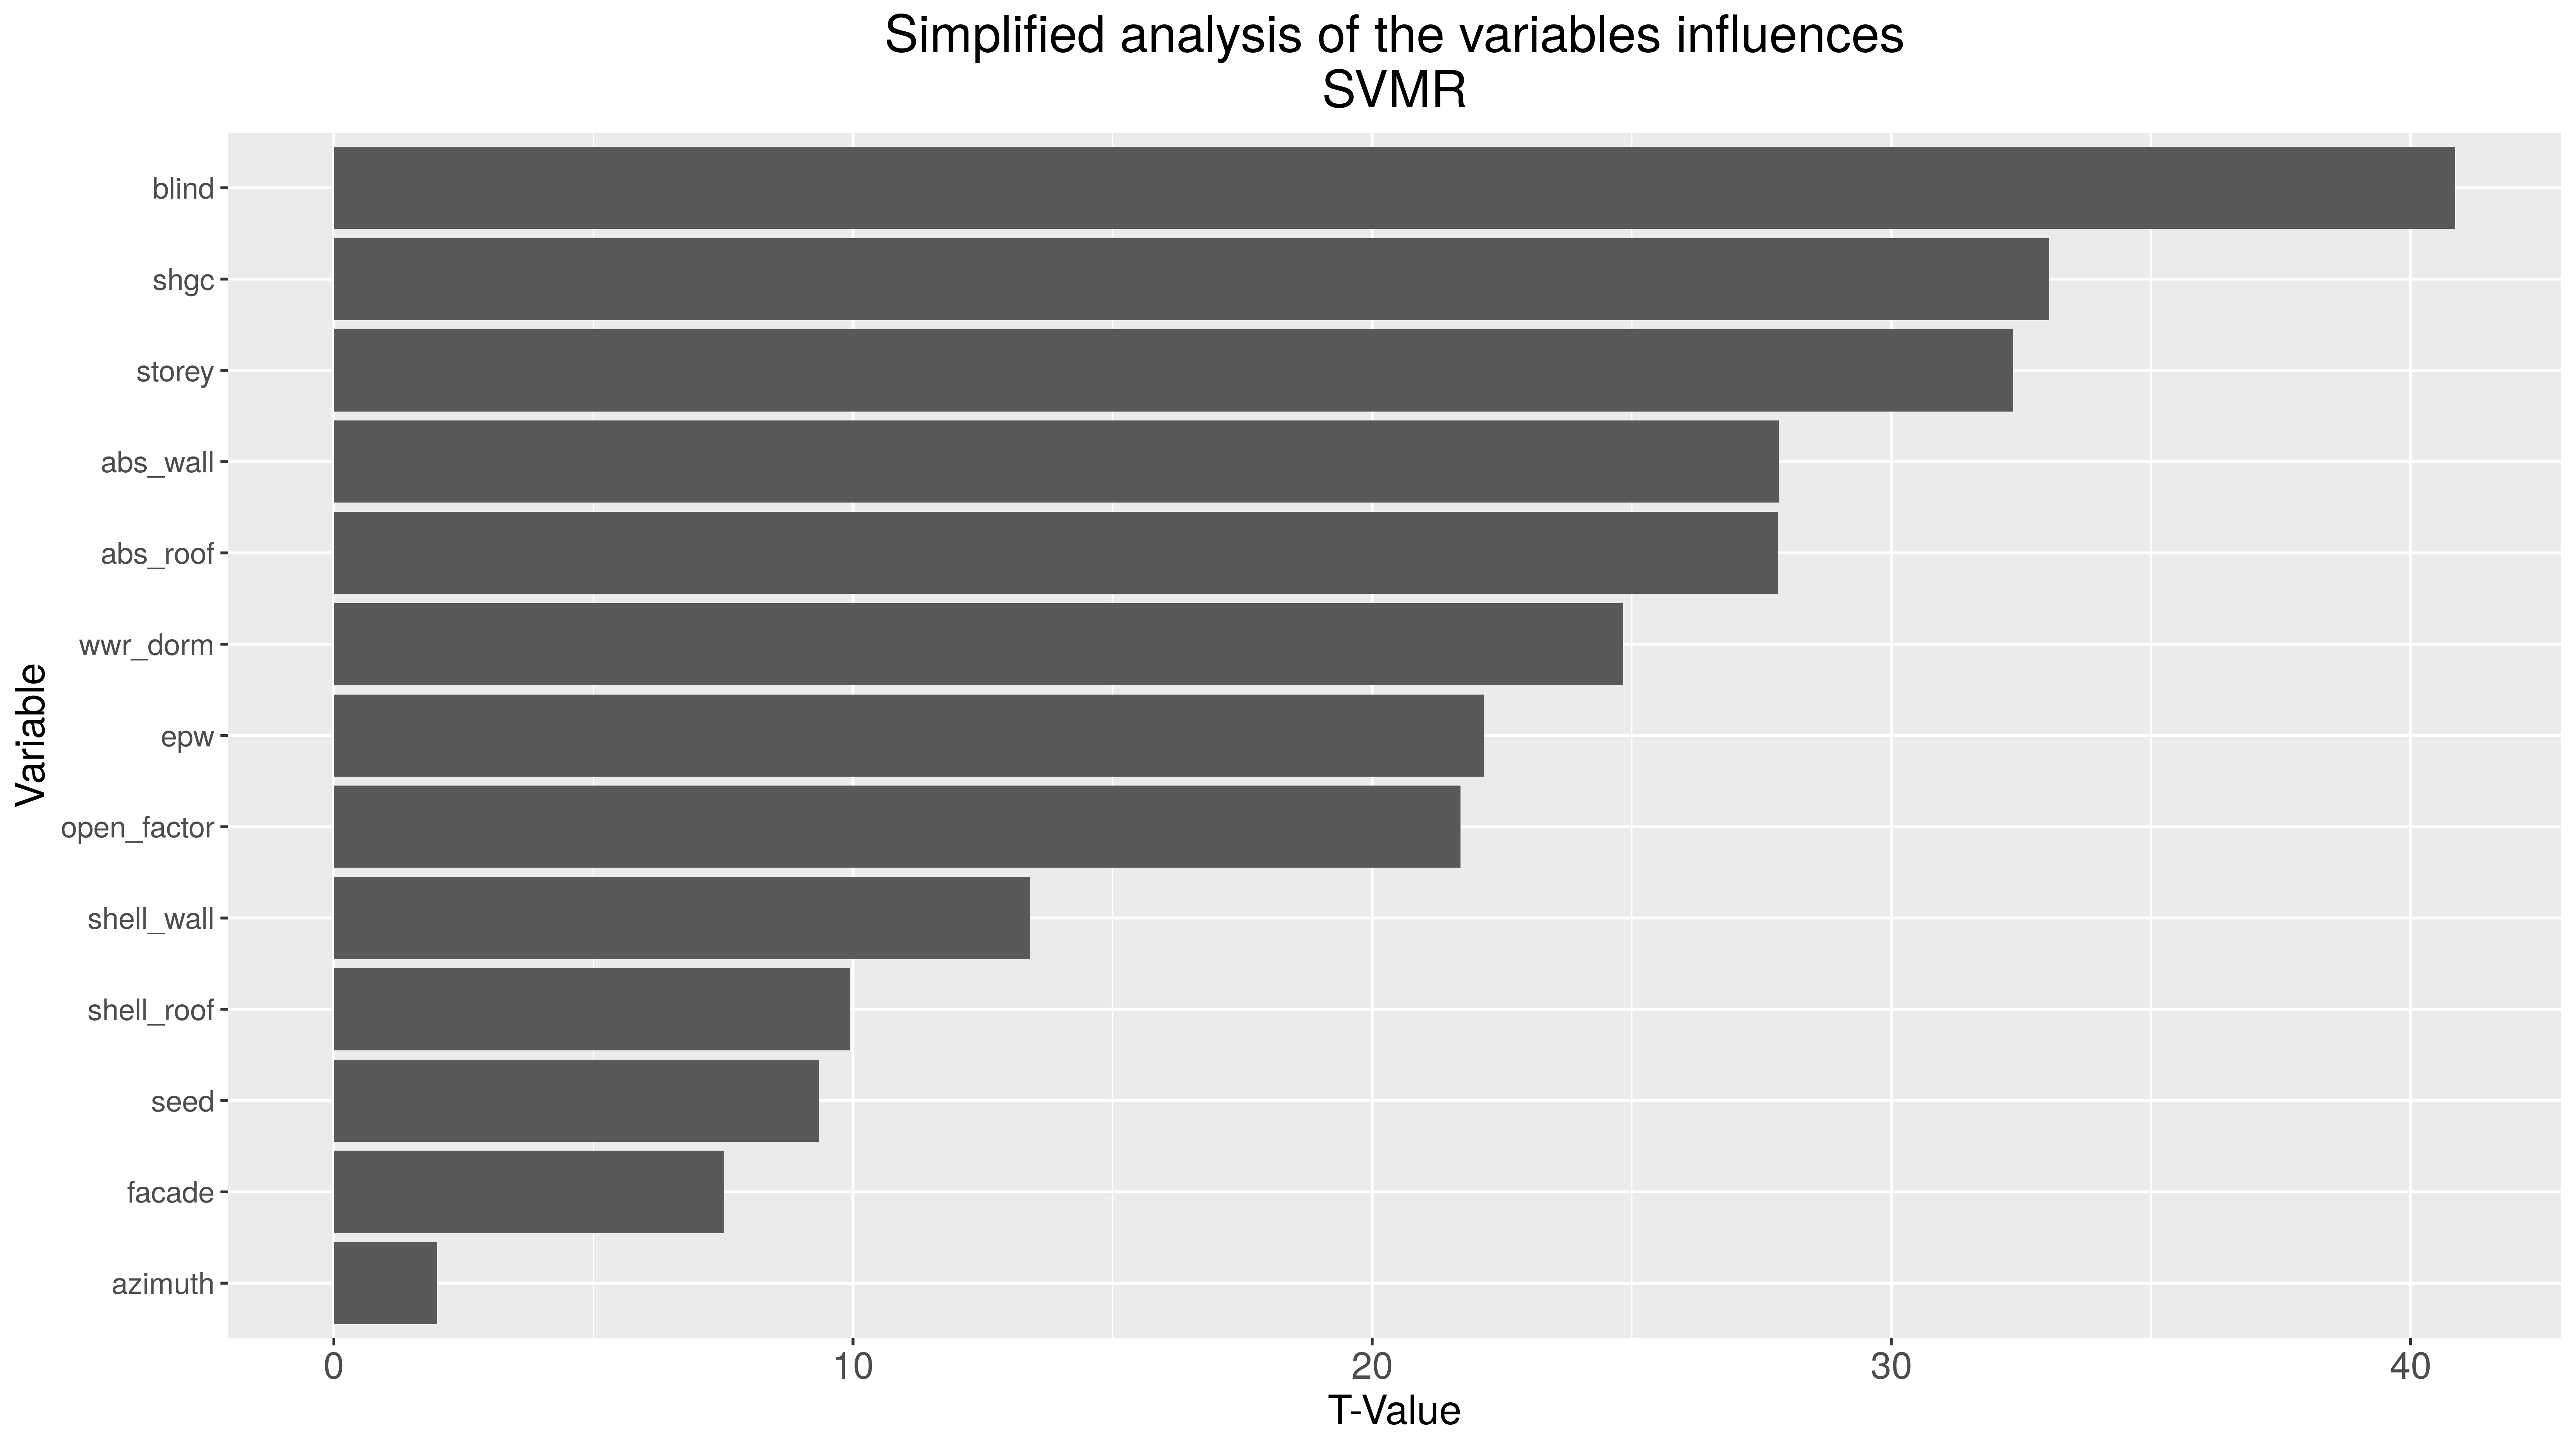 Simplified analysis of the variables influences
SVMR
Variable
blind
shgc
storey
abs_wall
abs_roof
wwr_dorm
epw
open_factor
shell_wall
shell_roof
seed
facade
azimuth
0 10 20 30 40
T-Value